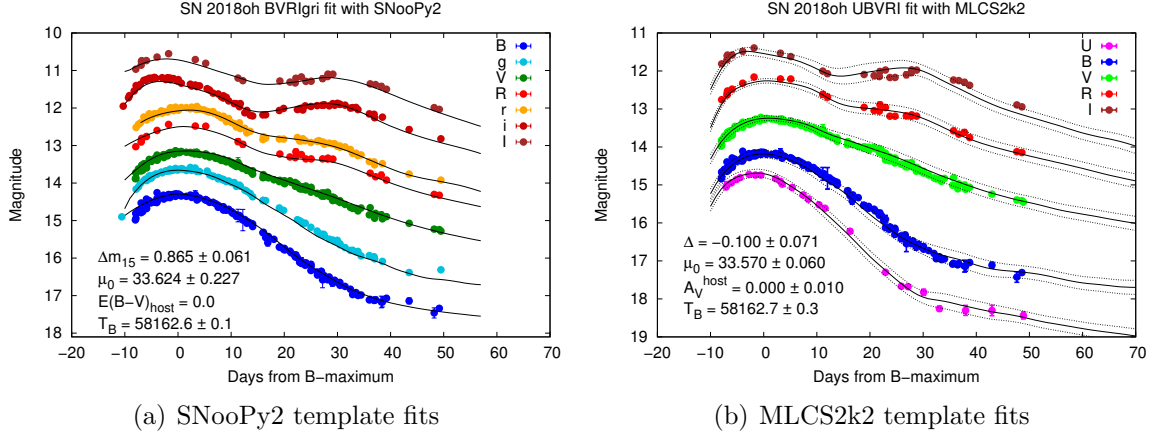 SN 2018oh BVRIgri fit with SNooPy2
10
11
12
13
14
15
16
17
18
Magnitude
B
g
V
R
r
i
I
Δm15 = 0.865 ± 0.061
μ0 = 33.624 ± 0.227
E(B−V)host = 0.0
TB = 58162.6 ± 0.1
−20 −10 0 10 20 30 40 50 60 70
Days from B−maximum
(a) SNooPy2 template fits
SN 2018oh UBVRI fit with MLCS2k2
11
12
13
14
15
16
17
18
19
Magnitude
U
B
V
R
I
Δ = −0.100 ± 0.071
μ0 = 33.570 ± 0.060
AVhost = 0.000 ± 0.010
TB = 58162.7 ± 0.3
−20 −10 0 10 20 30 40 50 60 70
Days from B−maximum
(b) MLCS2k2 template fits